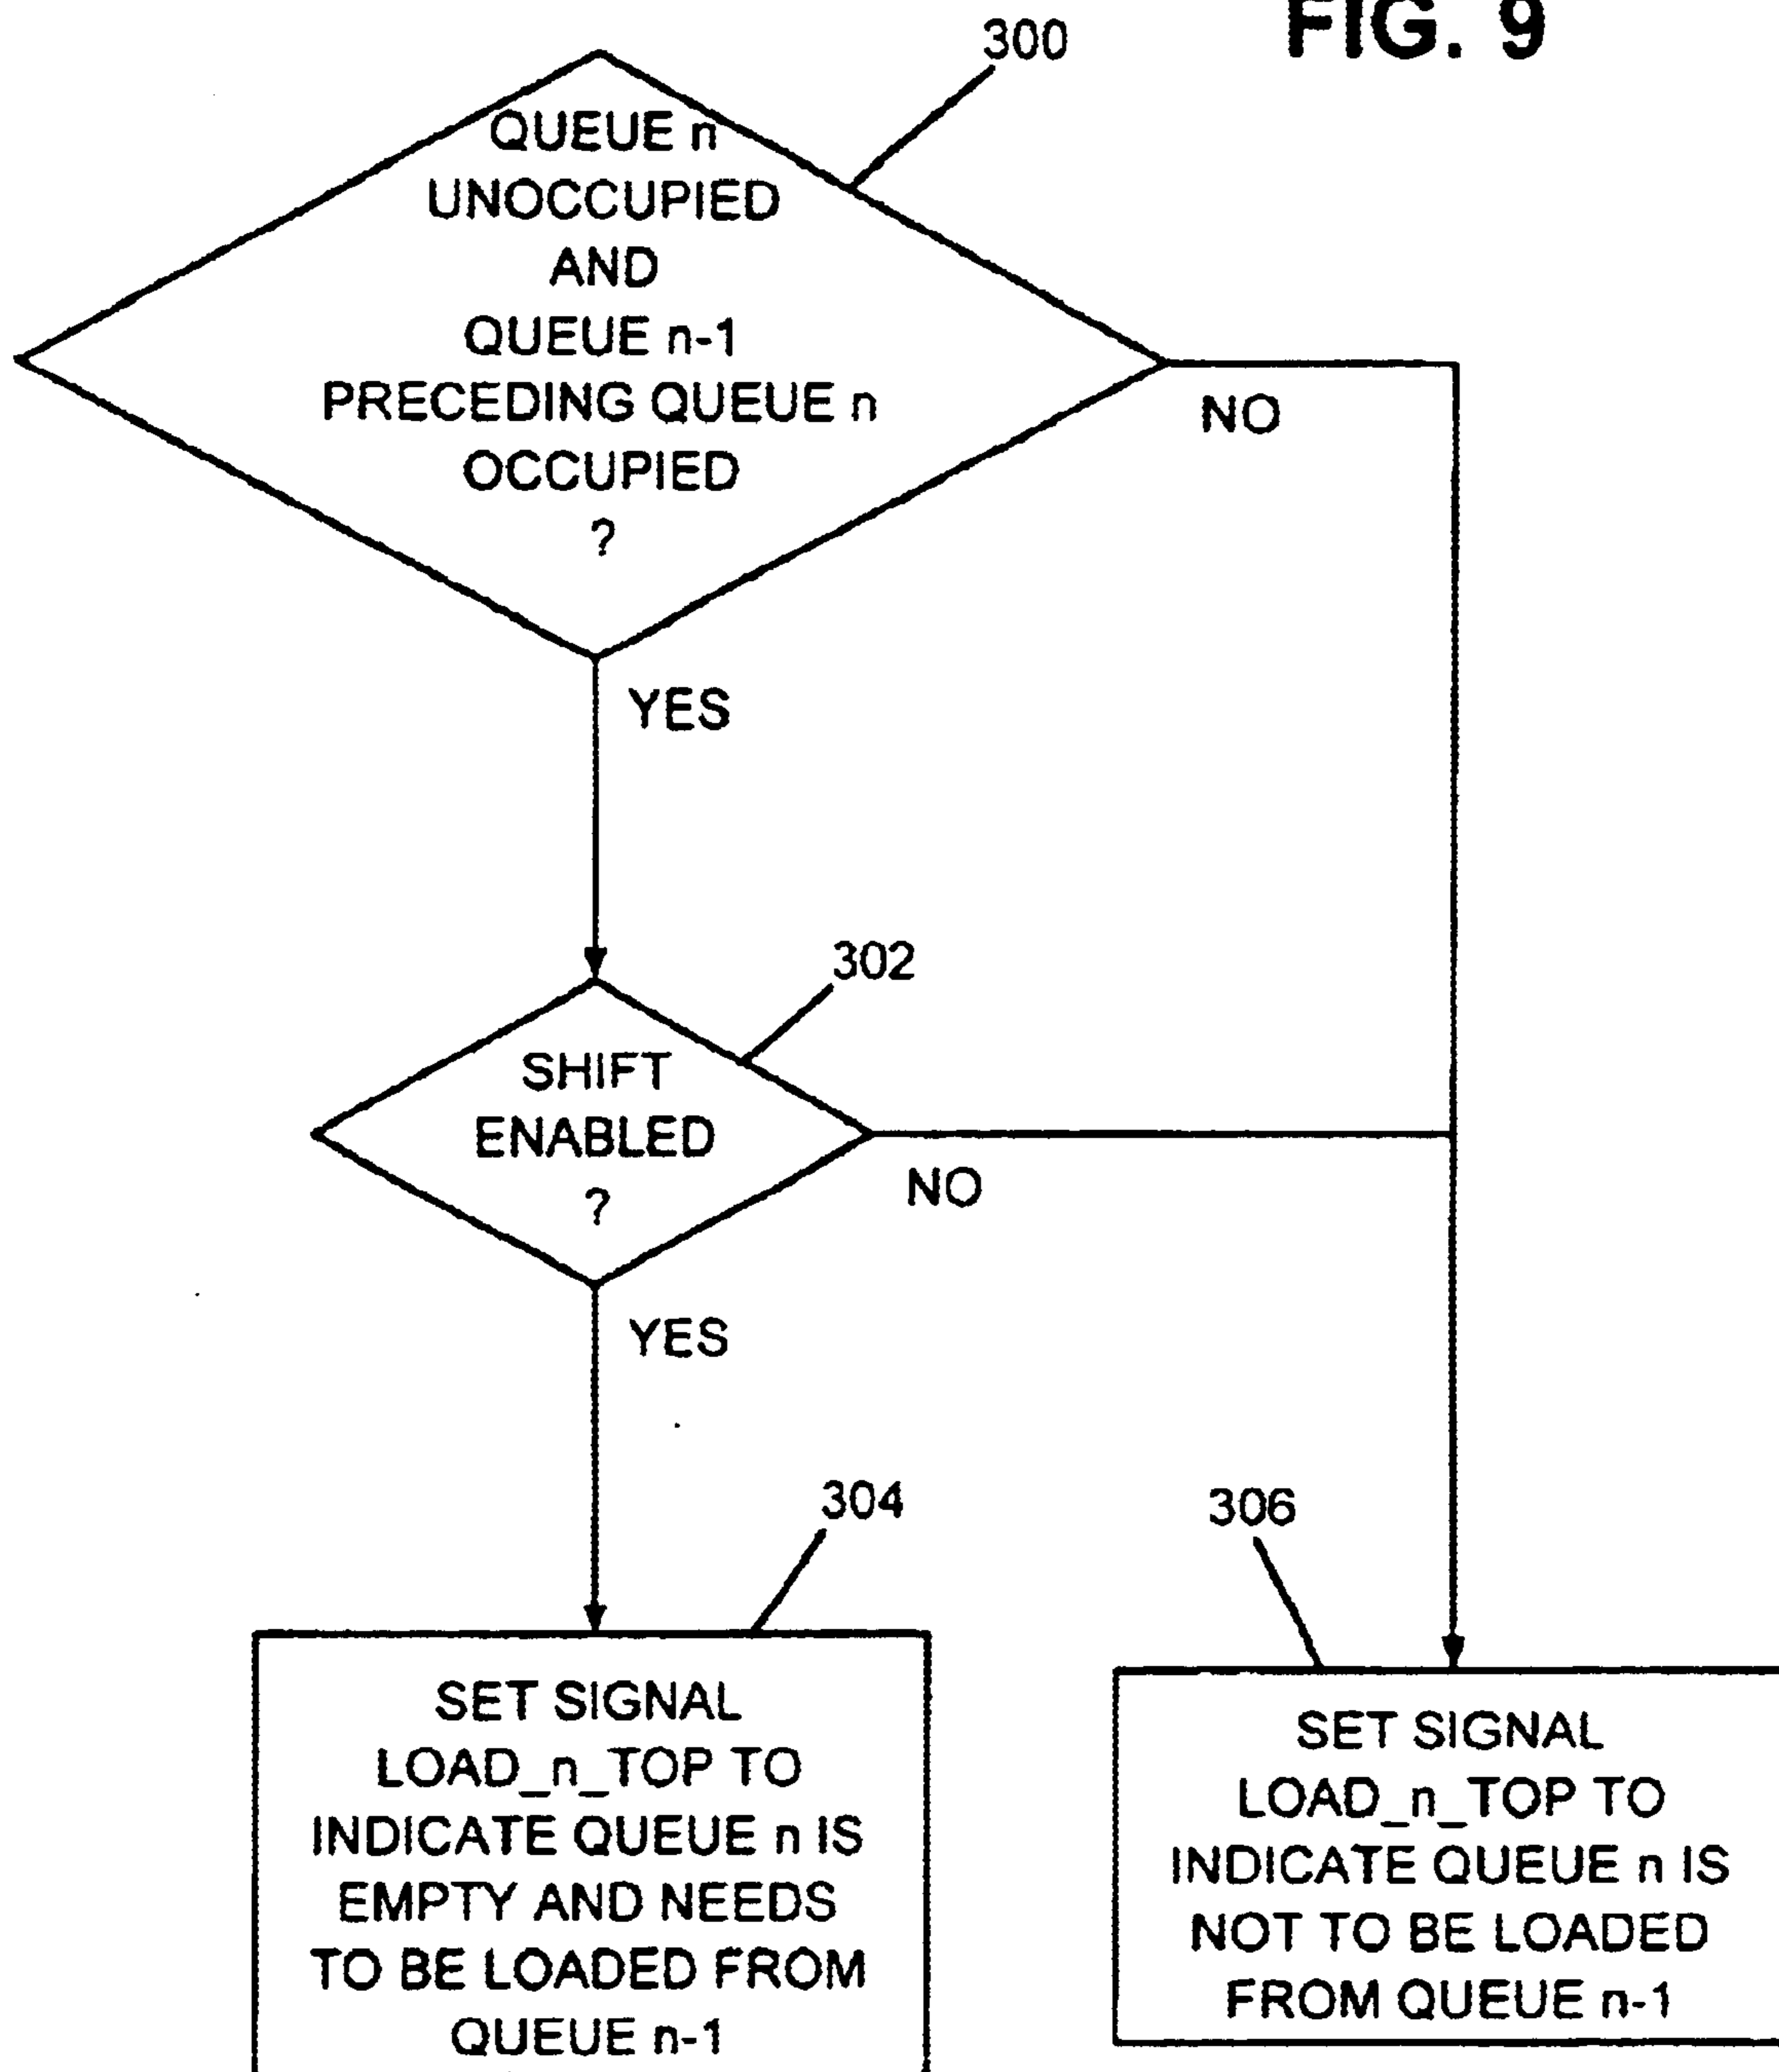 FIG. 9
300
QUEUE n
UNOCCUPIED
AND
QUEUE n-1
PRECEDING QUEUE n
OCCUPIED
?
NO
YES
302
SHIFT
ENABLED
?
NO
YES
304
SET SIGNAL
LOAD_n_TOP TO
INDICATE QUEUE n IS
EMPTY AND NEEDS
TO BE LOADED FROM
QUEUE n-1
306
SET SIGNAL
LOAD_n_TOP TO
INDICATE QUEUE n IS
NOT TO BE LOADED
FROM QUEUE n-1